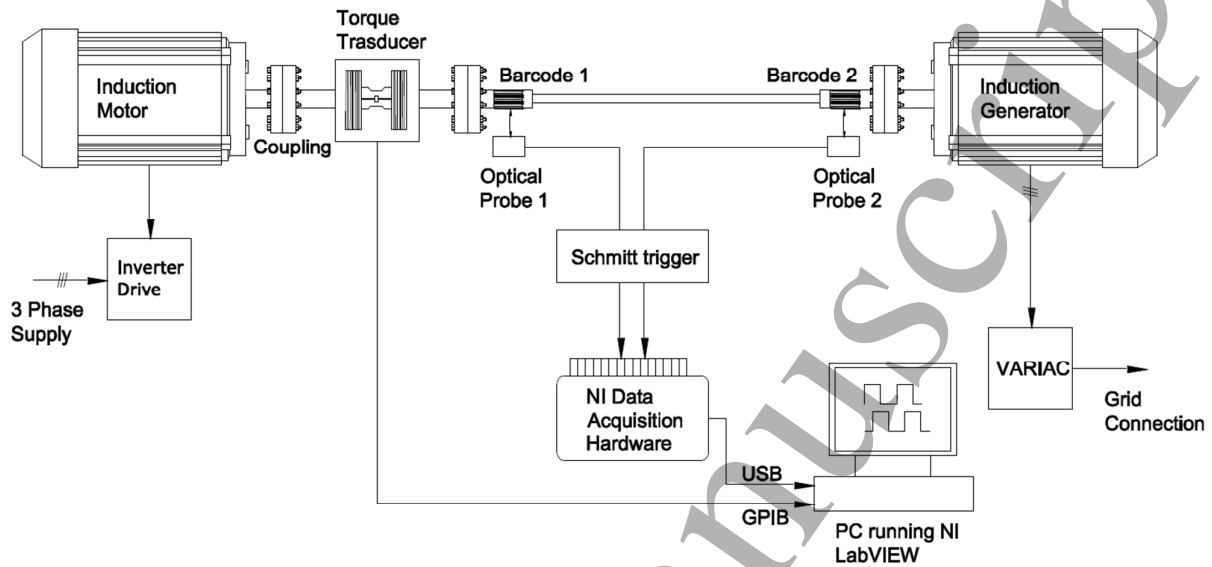 Torque
Trasducer
Induction
Motor
Coupling
Barcode 1
Barcode 2
Induction
Generator
Optical
Probe 1
Optical
Probe 2
Schmitt trigger
Inverter
Drive
3 Phase
Supply
NI Data
Acquisition
Hardware
VARIAC
Grid
Connection
USB
GPIB
PC running NI
LabVIEW
nuscrip